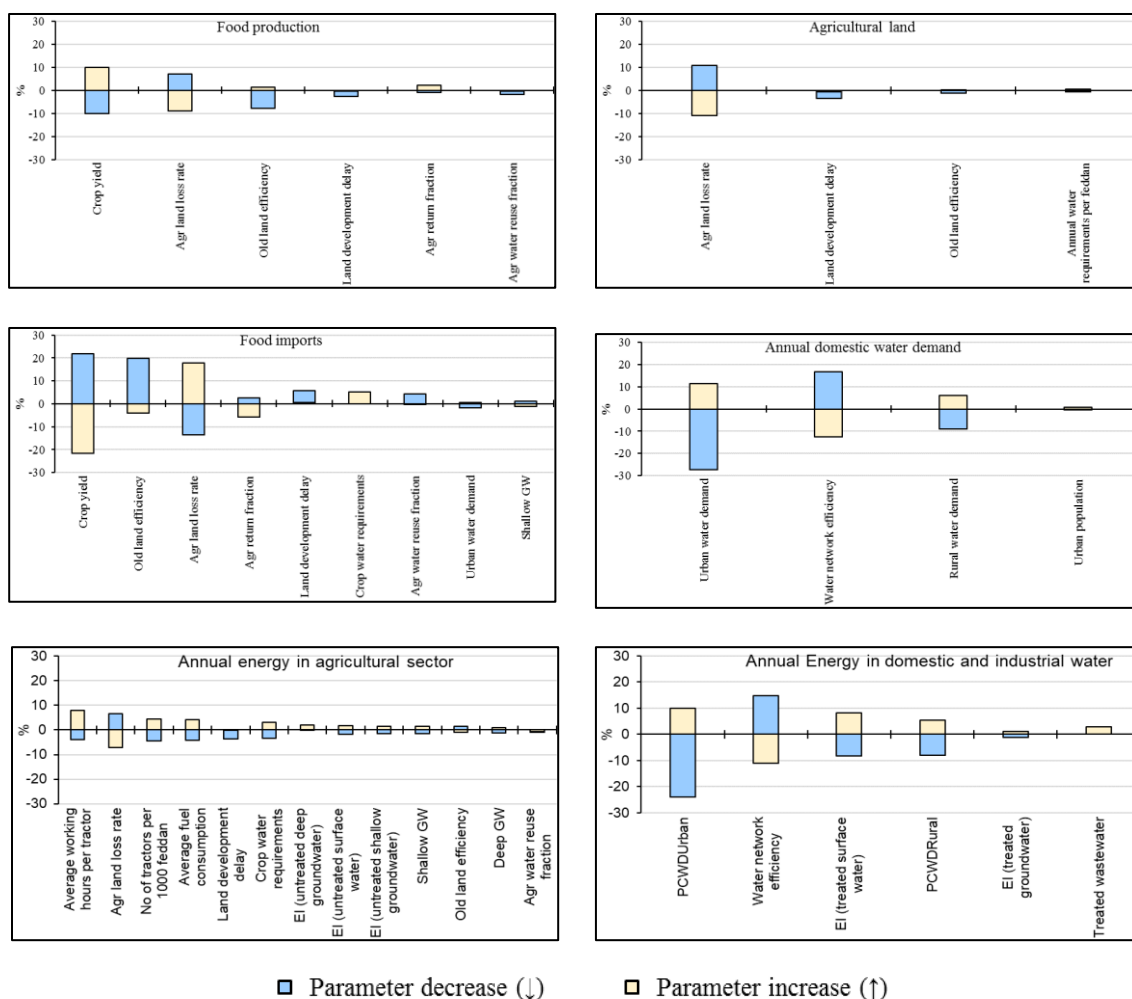 Food production
30
20
10
0
-10
-20
-30
%
Crop yield
Agr land loss rate
Old land efficiency
Land development delay
Agr return fraction
Agr water reuse fraction
Agricultural land
30
20
10
0
-10
-20
-30
%
Agr land loss rate
Land development delay
Old land efficiency
Annual water
requirements per feddan
Food imports
30
20
10
0
-10
-20
-30
%
Crop yield
Old land efficiency
Agr land loss rate
Agr return fraction
Land development delay
Crop water requirements
Agr water reuse fraction
Urban water demand
Shallow GW
Annual domestic water demand
30
20
10
0
-10
-20
-30
%
Urban water demand
Water network efficiency
Rural water demand
Urban population
Annual energy in agricultural sector
30
20
10
0
-10
-20
-30
%
Average working
hours per tractor
Agr land loss rate
No of tractors per
1000 feddan
Average fuel
consumption
Land development
delay
Crop water
requirements
EI (untreated deep
groundwater)
EI (untreated surface
water)
EI (untreated shallow
groundwater)
Shallow GW
Old land efficiency
Deep GW
Agr water reuse
fraction
Annual Energy in domestic and industrial water
30
20
10
0
-10
-20
-30
%
PCWDUrban
Water network
efficiency
EI (treated surface
water)
PCWDRural
EI (treated
groundwater)
Treated wastewater
Parameter decrease (↓)
Parameter increase (↑)